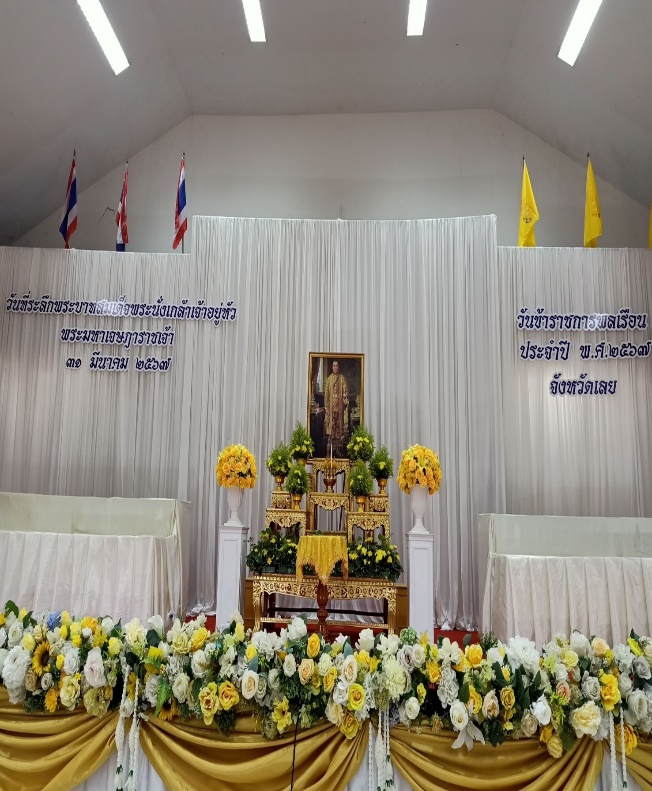 วันที่ระลึกพระบาทสมเด็จพระนั่งเกล้าเจ้าอยู่หัว
พระมหาเจษฎาราชเจ้า
๓๑ มีนาคม ๒๕๖๗
วันข้าราชการพลเรือน
ประจำปี พ.ศ.๒๕๖๗
จังหวัดเลย